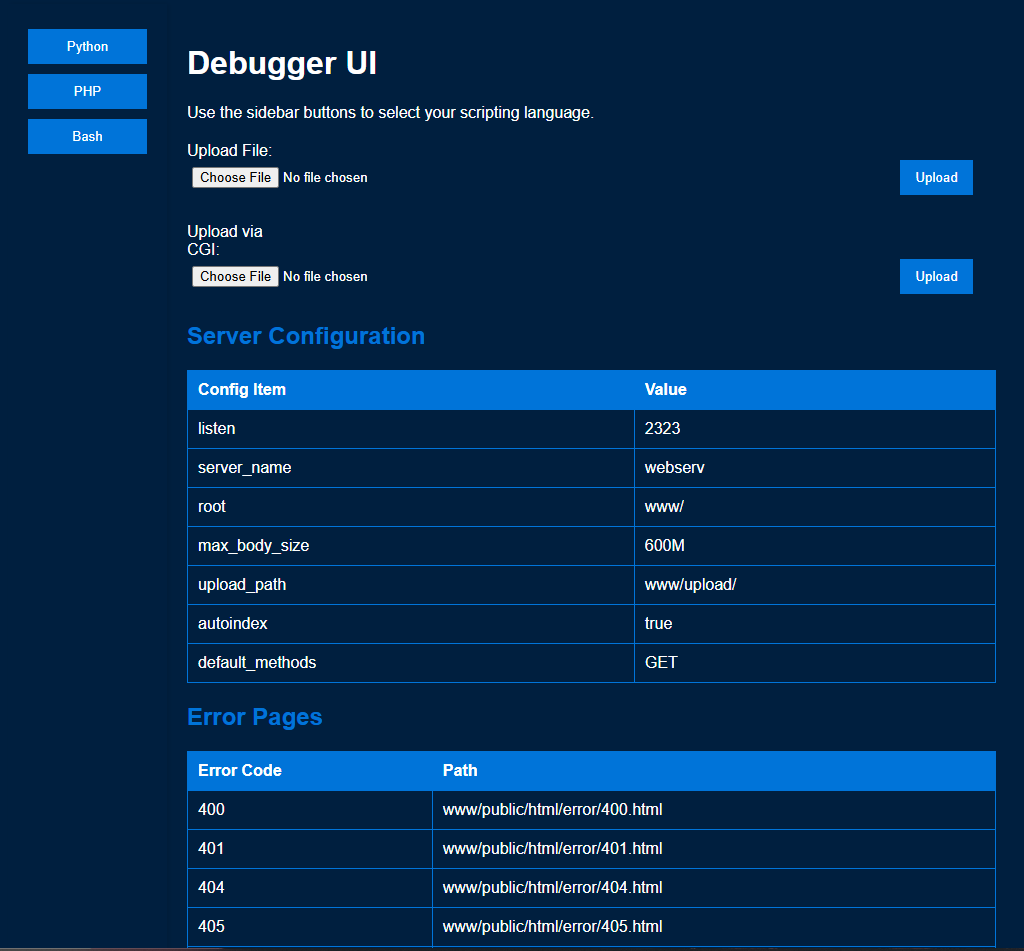 Python
PHP
Bash
Debugger UI
Use the sidebar buttons to select your scripting language.
Upload File:
Choose File No file chosen
Upload
Upload via
CGI:
Choose File No file chosen
Upload
Server Configuration
Config Item Value
listen 2323
server_name webserv
root www/
max_body_size 600M
upload_path www/upload/
autoindex true
default_methods GET
Error Pages
Error Code Path
400 www/public/html/error/400.html
401 www/public/html/error/401.html
404 www/public/html/error/404.html
405 www/public/html/error/405.html